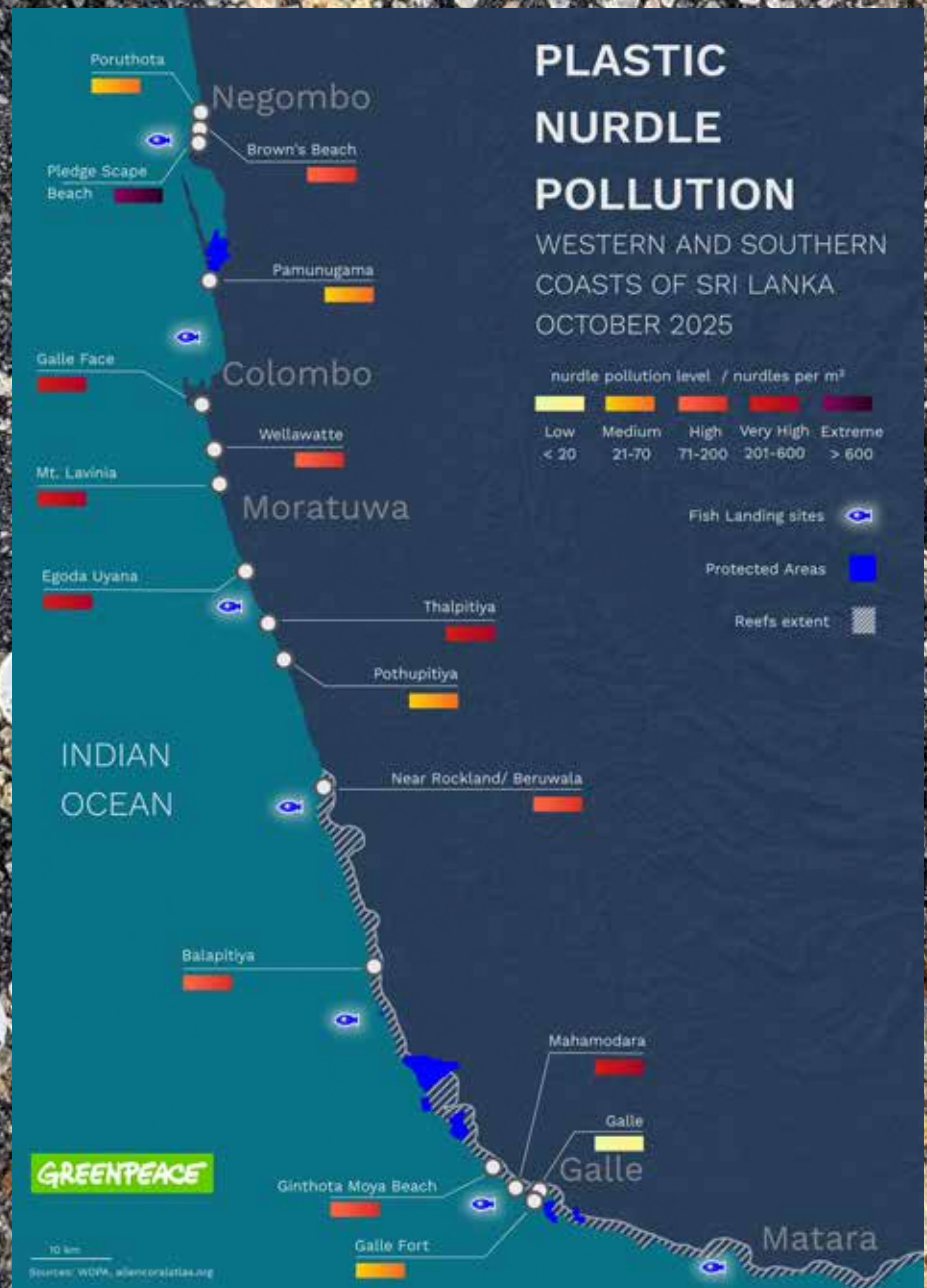 PLASTIC
NURDLE
POLLUTION
WESTERN AND SOUTHERN
COASTS OF SRI LANKA
OCTOBER 2025
nurdle pollution level / nurdles per m²
Low
Medium
High
Very High
Extreme
< 20
21-70
71-200
201-600
> 600
Fish Landing sites
Protected Areas
Reefs extent
Poruthota
Negombo
Brown's Beach
Pledge Scape
Beach
Pamunugama
Galle Face
Colombo
Wellawatte
Mt. Lavinia
Moratuwa
Egoda Uyana
Thalpitiya
Pothupitiya
INDIAN
OCEAN
Near Rockland/ Beruwala
Balapitiya
Mahamodara
Galle
Galle
Ginthota Moya Beach
Galle Fort
Matara
GREENPEACE
10 km
Sources: WDPA, allencoralatlas.org